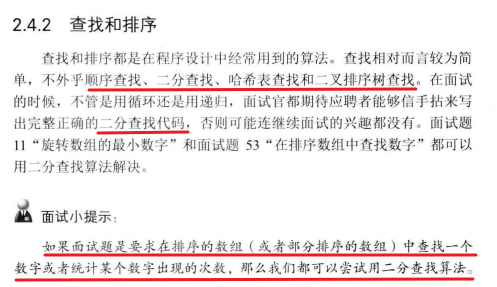 2.4.2 查找和排序
查找和排序都是在程序设计中经常用到的算法。查找相对而言较为简
单，不外乎顺序查找、二分查找、哈希表查找和二叉排序树查找。在面试
的时候，不管是用循环还是用递归，面试官都期待应聘者能够信手拈来写
出完整正确的二分查找代码，否则可能连继续面试的兴趣都没有。面试题
11“旋转数组的最小数字”和面试题 53“在排序数组中查找数字”都可以
用二分查找算法解决。
面试小提示：
如果面试题是要求在排序的数组（或者部分排序的数组）中查找一个
数字或者统计某个数字出现的次数，那么我们都可以尝试用二分查找算法。